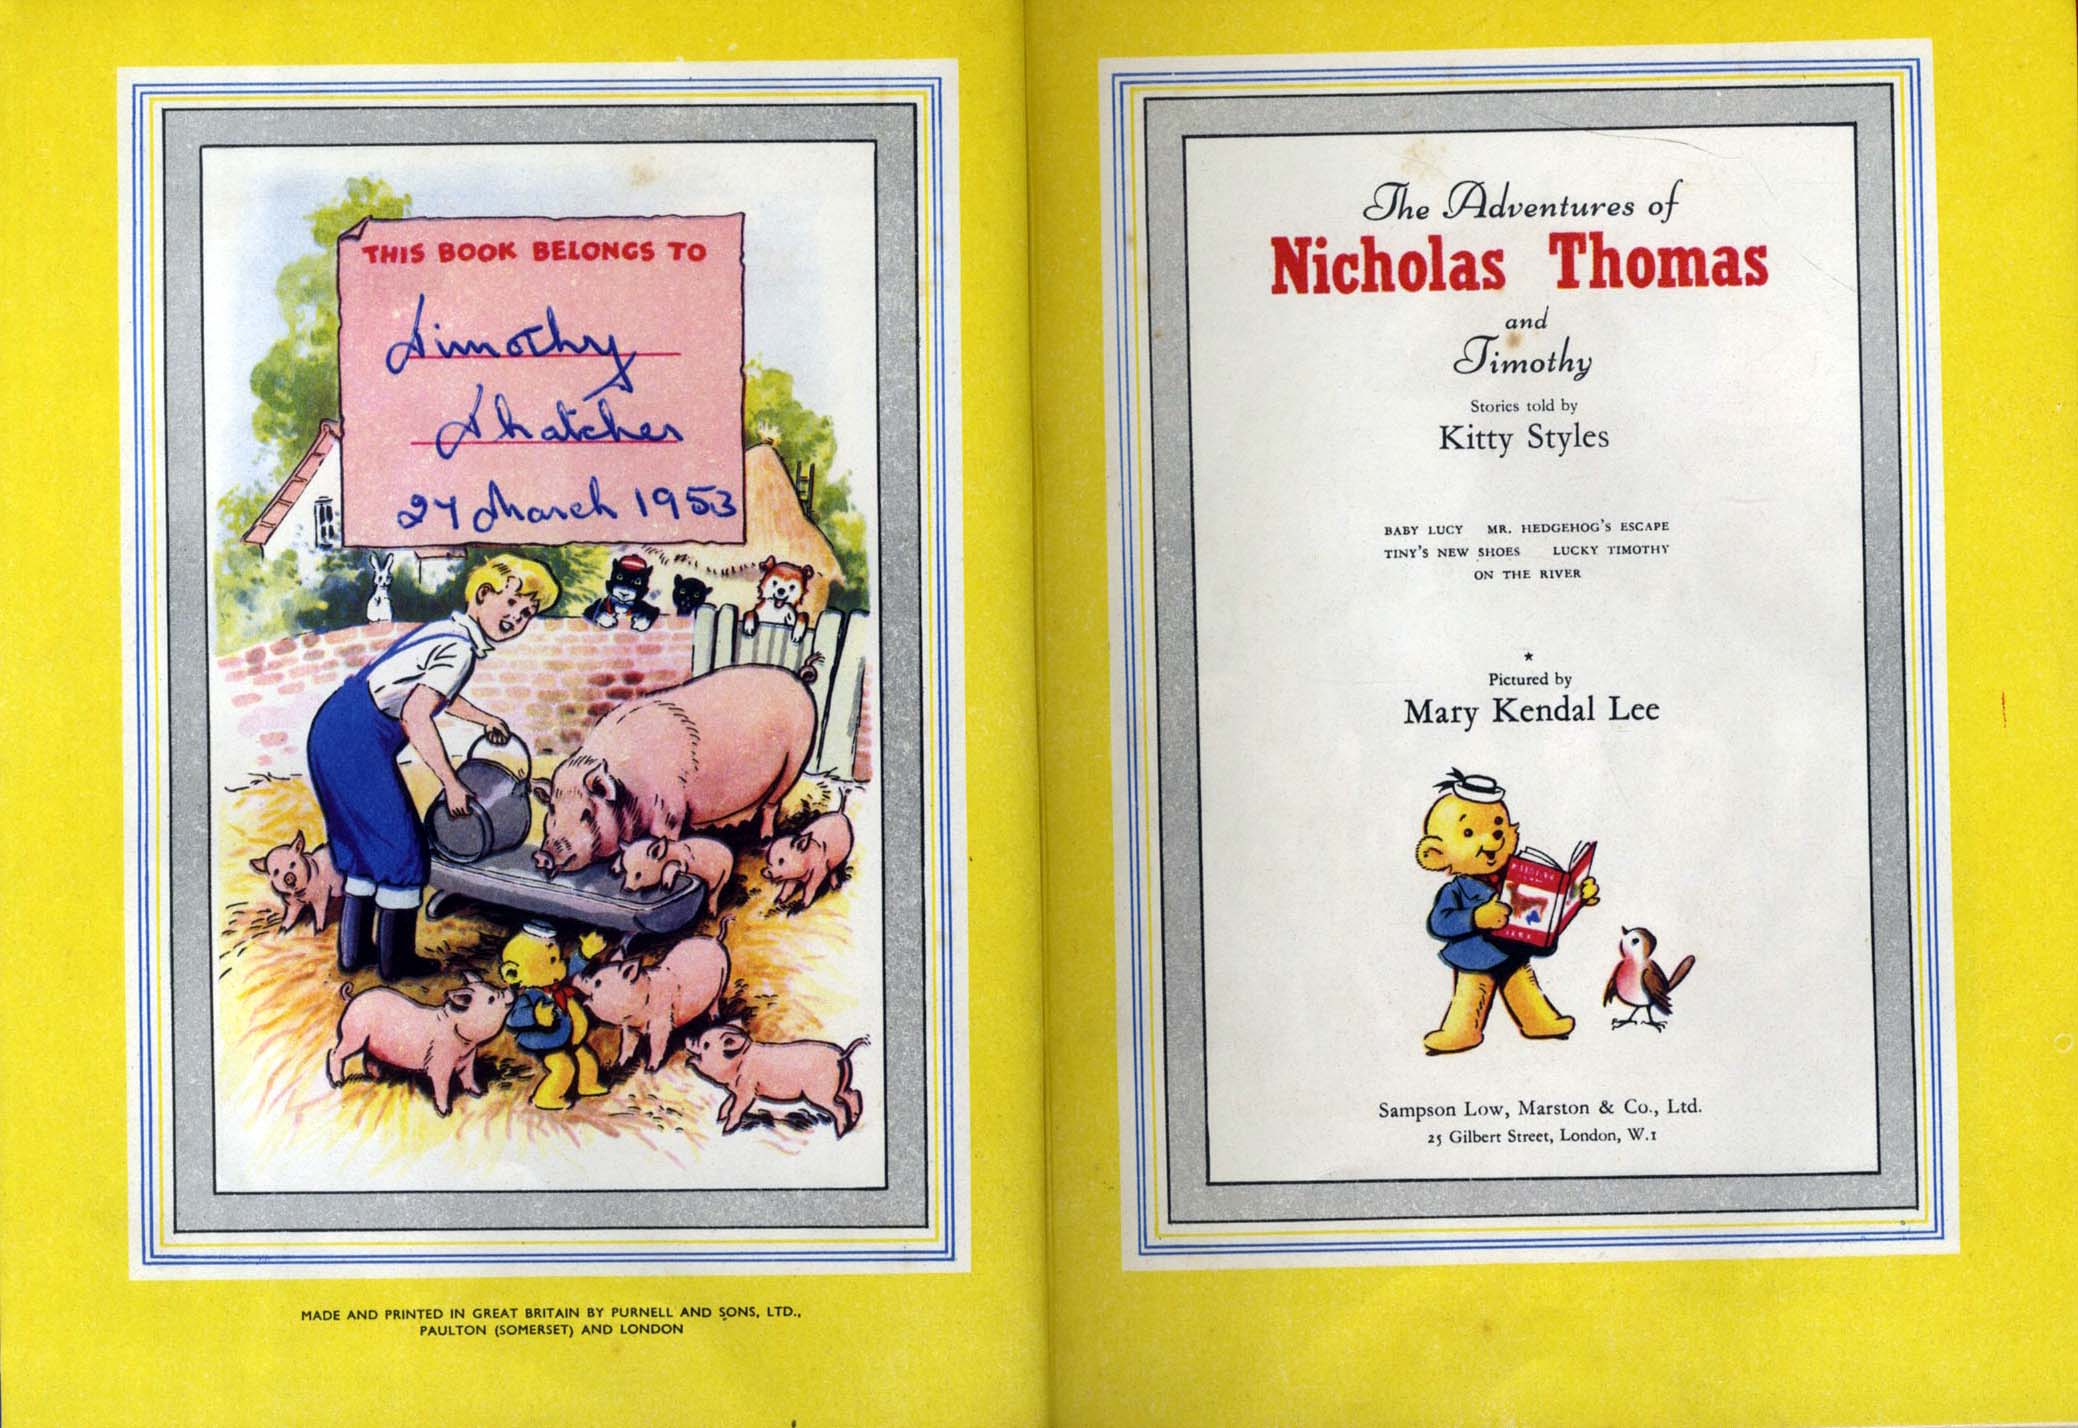 THIS BOOK BELONGS TO
Timothy
Thatcher
27 March 1953
MADE AND PRINTED IN GREAT BRITAIN BY PURNELL AND SONS, LTD.,
PAULTON (SOMERSET) AND LONDON
The Adventures of
Nicholas Thomas
and
Timothy
Stories told by
Kitty Styles
BABY LUCY MR. HEDGEHOG'S ESCAPE
TINY'S NEW SHOES LUCKY TIMOTHY
ON THE RIVER
Pictured by
Mary Kendal Lee
Sampson Low, Marston & Co., Ltd.
25 Gilbert Street, London, W.1